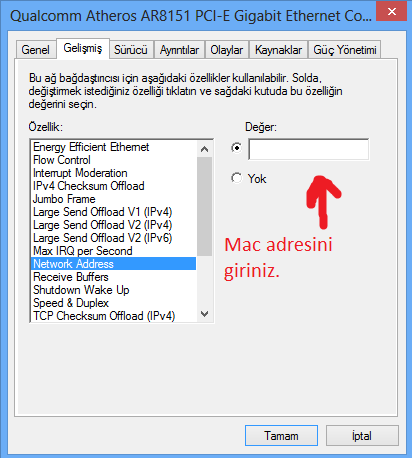 Qualcomm Atheros AR8151 PCI-E Gigabit Ethernet Co...
Genel Gelişmiş Sürücü Ayrıntılar Olaylar Kaynaklar Güç Yönetimi
Bu ağ bağdaştırıcısı için aşağıdaki özellikler kullanılabilir. Solda,
değiştirmek istediğiniz özelliği tıklatın ve sağdaki kutuda bu özelliğin
değerini seçin.
Özellik:
Değer:
Energy Efficient Ethernet
Flow Control
Interrupt Moderation
IPv4 Checksum Offload
Jumbo Frame
Large Send Offload V1 (IPv4)
Large Send Offload V2 (IPv4)
Large Send Offload V2 (IPv6)
Max IRQ per Second
Network Address
Receive Buffers
Shutdown Wake Up
Speed & Duplex
TCP Checksum Offload (IPv4)
Yok
Mac adresini
giriniz.
Tamam
İptal